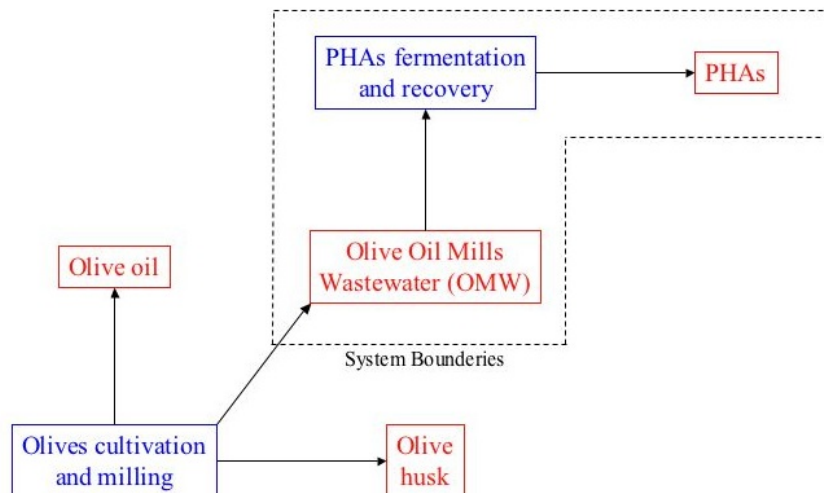 PHAs fermentation
and recovery
PHAs
Olive Oil Mills
Wastewater (OMW)
Olive oil
System Bounderies
Olives cultivation
and milling
Olive
husk